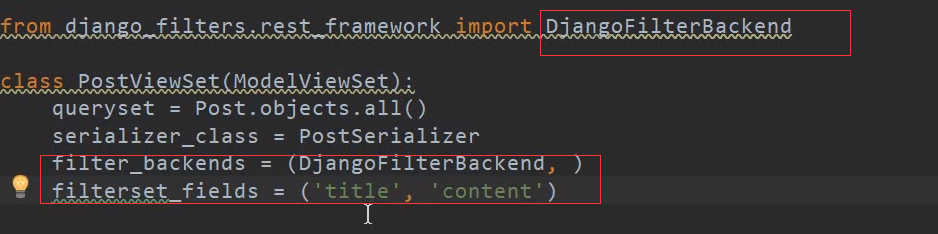 from django_filters.rest_framework import DjangoFilterBackend
class PostViewSet(ModelViewSet):
    queryset = Post.objects.all()
    serializer_class = PostSerializer
    filter_backends = (DjangoFilterBackend, )
    filterset_fields = ('title', 'content')